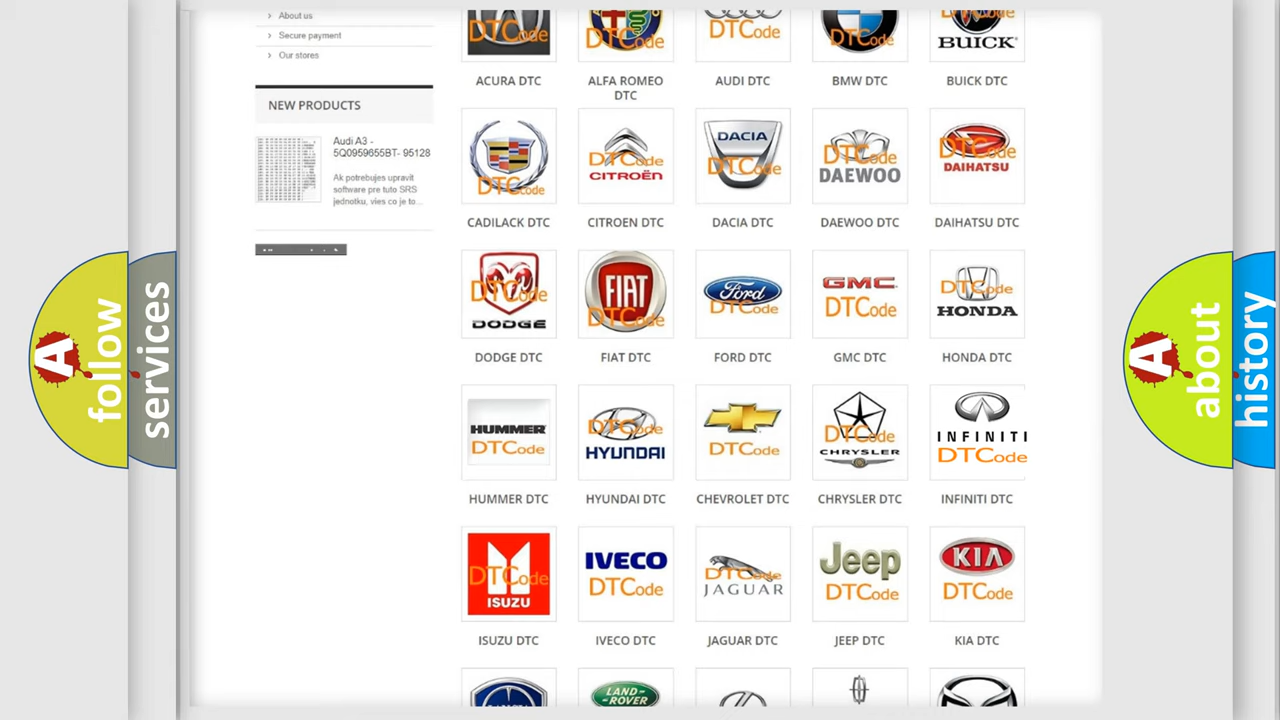 About us
Secure payment
Our stores
NEW PRODUCTS
Audi A3 -
5Q0959655BT- 95128
Ak potrebujes upravit
software pre tuto SRS
jednotku, vies co je to...
DTCode
DTCode
DTCode
DTCode
BUICK
ACURA DTC
ALFA ROMEO
DTC
AUDI DTC
BMW DTC
BUICK DTC
DTCode
DTCode
CITROËN
DACIA
DTCode
DTCode
DAEWOO
DTCode
DAIHATSU
CADILACK DTC
CITROEN DTC
DACIA DTC
DAEWOO DTC
DAIHATSU DTC
DTCode
DODGE
FIAT
DTCode
Ford
DTCode
GMC
DTCode
DTCode
HONDA
DODGE DTC
FIAT DTC
FORD DTC
GMC DTC
HONDA DTC
HUMMER
DTCode
DTCode
HYUNDAI
DTCode
DTCode
CHRYSLER
INFINITI
DTCode
HUMMER DTC
HYUNDAI DTC
CHEVROLET DTC
CHRYSLER DTC
INFINITI DTC
DTCode
ISUZU
IVECO
DTCode
DTCode
JAGUAR
Jeep
DTCode
KIA
DTCode
ISUZU DTC
IVECO DTC
JAGUAR DTC
JEEP DTC
KIA DTC
LAND-
ROVER
A
follow
services
A
about
history